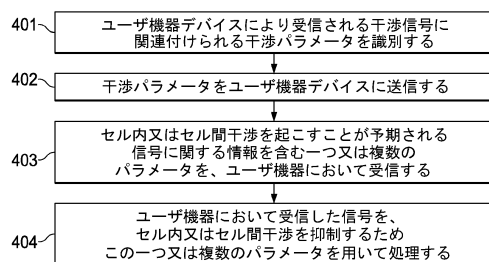 401
ユーザ機器デバイスにより受信される干渉信号に
関連付けられる干渉パラメータを識別する
402
干渉パラメータをユーザ機器デバイスに送信する
403
セル内又はセル間干渉を起こすことが予期される
信号に関する情報を含む一つ又は複数の
パラメータを、ユーザ機器において受信する
404
ユーザ機器において受信した信号を、
セル内又はセル間干渉を抑制するため
この一つ又は複数のパラメータを用いて処理する